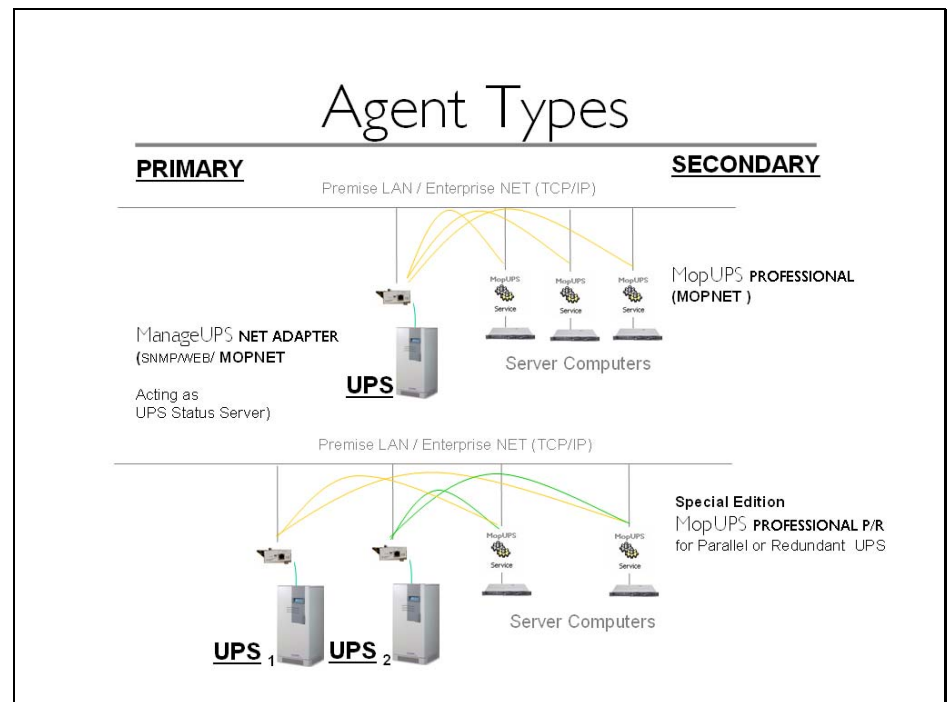 Agent Types
PRIMARY
SECONDARY
Premise LAN / Enterprise NET (TCP/IP)
MopUPS
Service
MopUPS
Service
MopUPS
Service
MopUPS PROFESSIONAL
(MOPNET )
ManageUPS NET ADAPTER
(SNMP/WEB/ MOPNET
Acting as
UPS Status Server)
UPS
Server Computers
Premise LAN / Enterprise NET (TCP/IP)
MopUPS
Service
MopUPS
Service
Special Edition
MopUPS PROFESSIONAL P/R
for Parallel or Redundant UPS
Server Computers
UPS 1
UPS 2